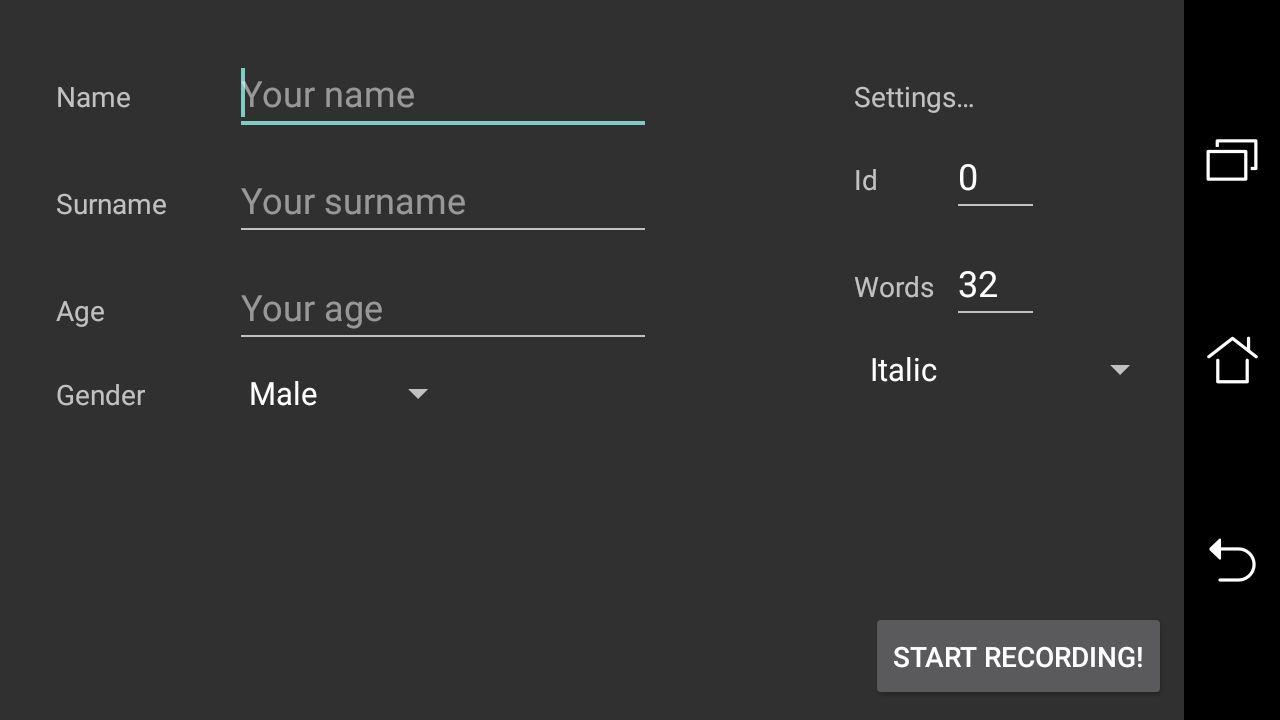 Name
Your name
Surname
Your surname
Age
Your age
Gender
Male
Settings...
Id
0
Words
32
Italic
START RECORDING!